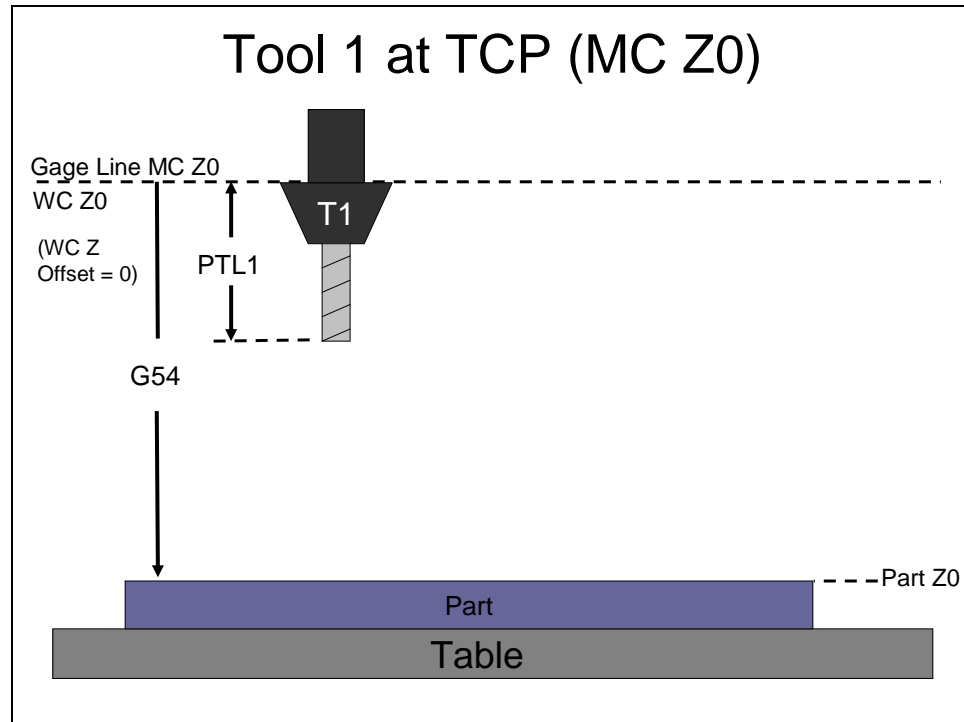 Tool 1 at TCP (MC Z0)
Gage Line MC Z0
WC Z0
(WC Z
Offset = 0)
T1
PTL1
G54
Part Z0
Part
Table